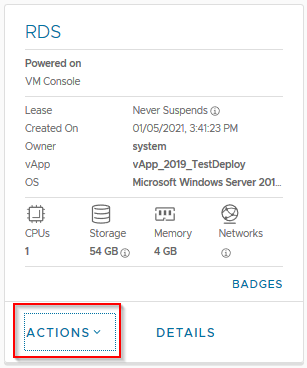 RDS
Powered on
VM Console
Lease Never Suspends
Created On 01/05/2021, 3:41:23 PM
Owner system
vApp vApp_2019_TestDeploy
OS Microsoft Windows Server 201...
CPUs Storage Memory Networks
1 54 GB 4 GB
BADGES
ACTIONS DETAILS